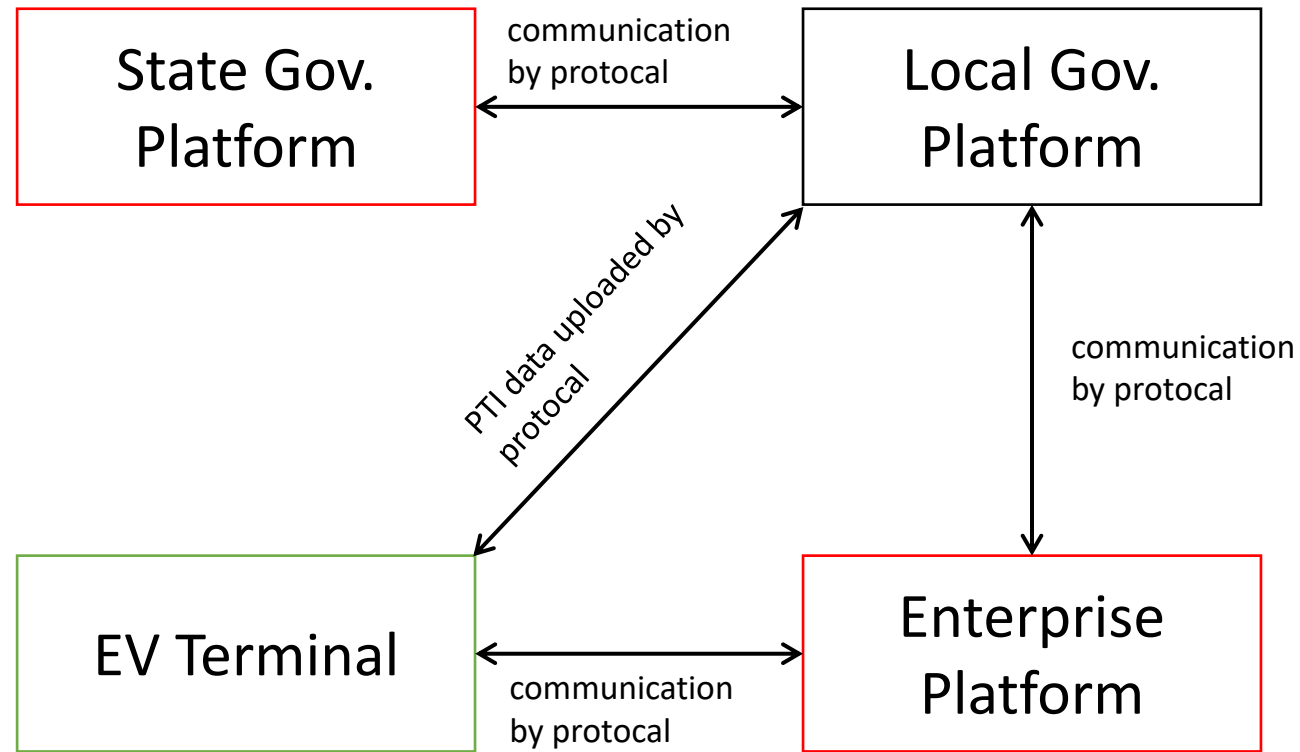 State Gov.
Platform
communication
by protocal
Local Gov.
Platform
PTI data uploaded by
protocal
communication
by protocal
EV Terminal
communication
by protocal
Enterprise
Platform